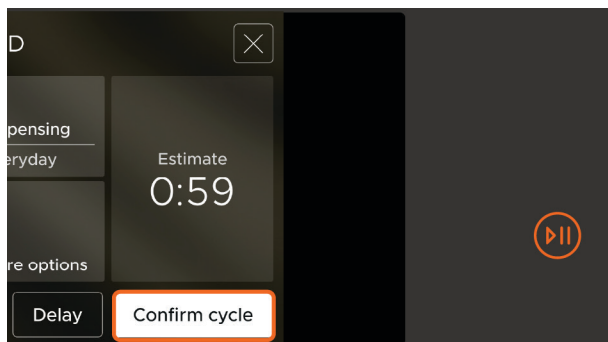 D
pensing
eryday
Estimate
0:59
re options
Delay
Confirm cycle